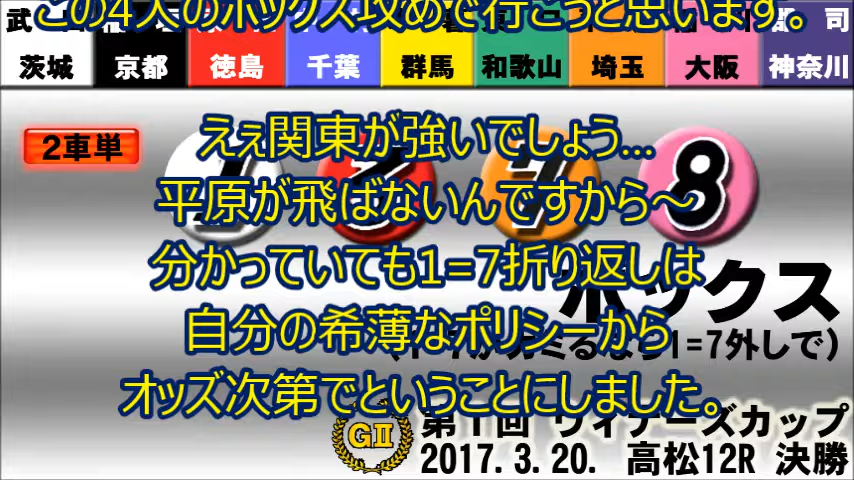 この4人のボックス攻めで行こうと思います。
茨城 京都 徳島 千葉 群馬 和歌山 埼玉 大阪 神奈川
2車単
8
えぇ関東が強いでしょう…
平原が飛ばないんですから～
分かっていても1=7折り返しは
ボックス
自分の希薄なポリシーから
1=7外しで）
オッズ次第でということにしました。
GⅡ 第1回 ウィナーズカップ
2017.3.20. 高松12R 決勝